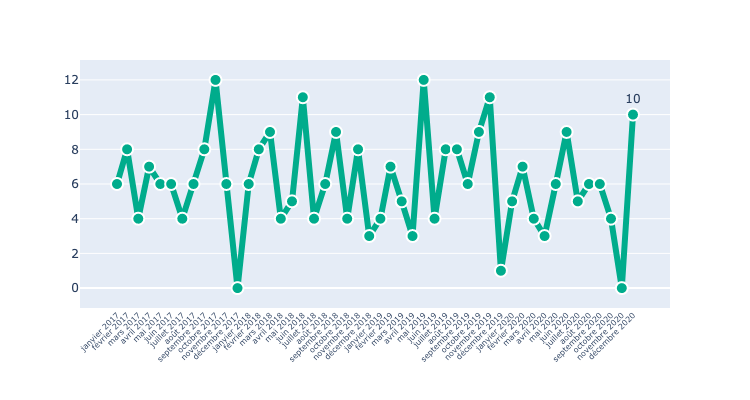 12
10
10
8
6
4
2
0
janvier 2017
février 2017
mars 2017
avril 2017
mai 2017
juin 2017
juillet 2017
août 2017
septembre 2017
octobre 2017
novembre 2017
décembre 2017
janvier 2018
février 2018
mars 2018
avril 2018
mai 2018
juin 2018
juillet 2018
août 2018
septembre 2018
octobre 2018
novembre 2018
décembre 2018
janvier 2019
février 2019
mars 2019
avril 2019
mai 2019
juin 2019
juillet 2019
août 2019
septembre 2019
octobre 2019
novembre 2019
décembre 2019
janvier 2020
février 2020
mars 2020
avril 2020
mai 2020
juin 2020
juillet 2020
août 2020
septembre 2020
octobre 2020
novembre 2020
décembre 2020